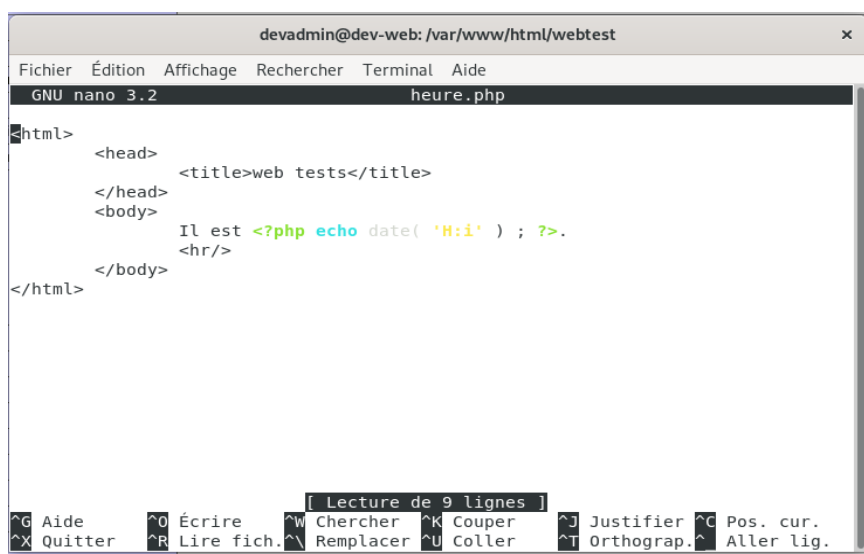 devadmin@dev-web: /var/www/html/webtest ×
Fichier Édition Affichage Rechercher Terminal Aide
GNU nano 3.2 heure.php
<html>
<head>
<title>web tests</title>
</head>
<body>
Il est <?php echo date( 'H:i' ) ; ?>.
<hr/>
</body>
</html>
[ Lecture de 9 lignes ]
^G Aide ^O Écrire ^W Chercher ^K Couper ^J Justifier ^C Pos. cur.
^X Quitter ^R Lire fich. ^\ Remplacer ^U Coller ^T Orthograp. ^ Aller lig.